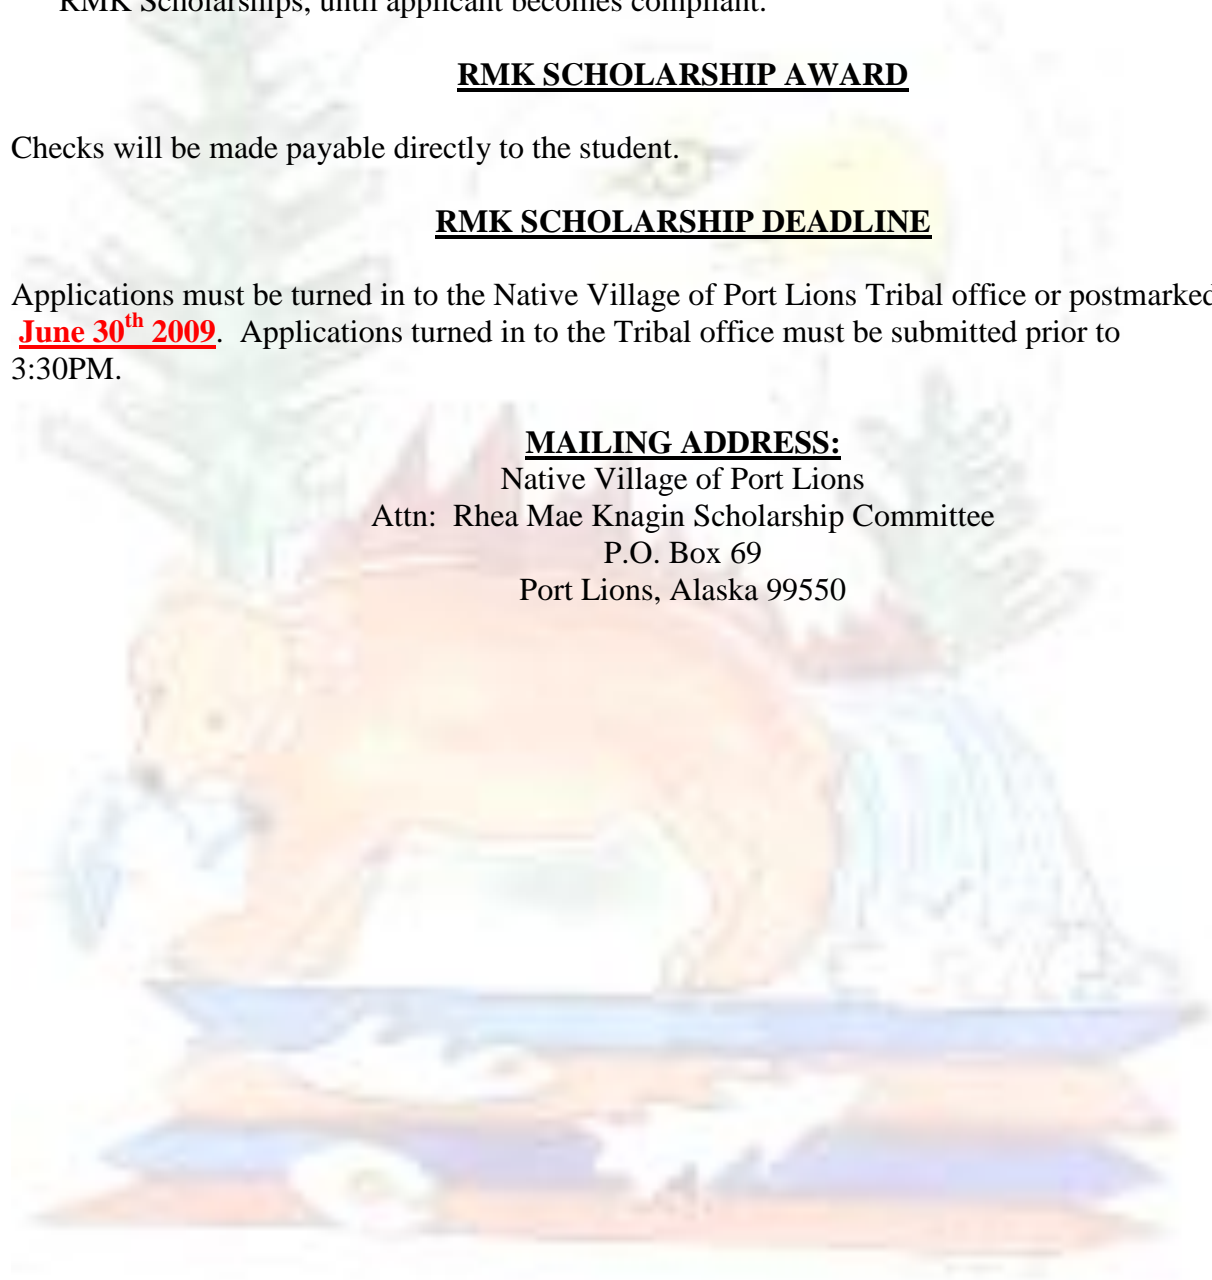 RMK Scholarships, until applicant becomes compliant.
RMK SCHOLARSHIP AWARD
Checks will be made payable directly to the student.
RMK SCHOLARSHIP DEADLINE
Applications must be turned in to the Native Village of Port Lions Tribal office or postmarked
June 30th 2009. Applications turned in to the Tribal office must be submitted prior to
3:30PM.
MAILING ADDRESS:
Native Village of Port Lions
Attn: Rhea Mae Knagin Scholarship Committee
P.O. Box 69
Port Lions, Alaska 99550